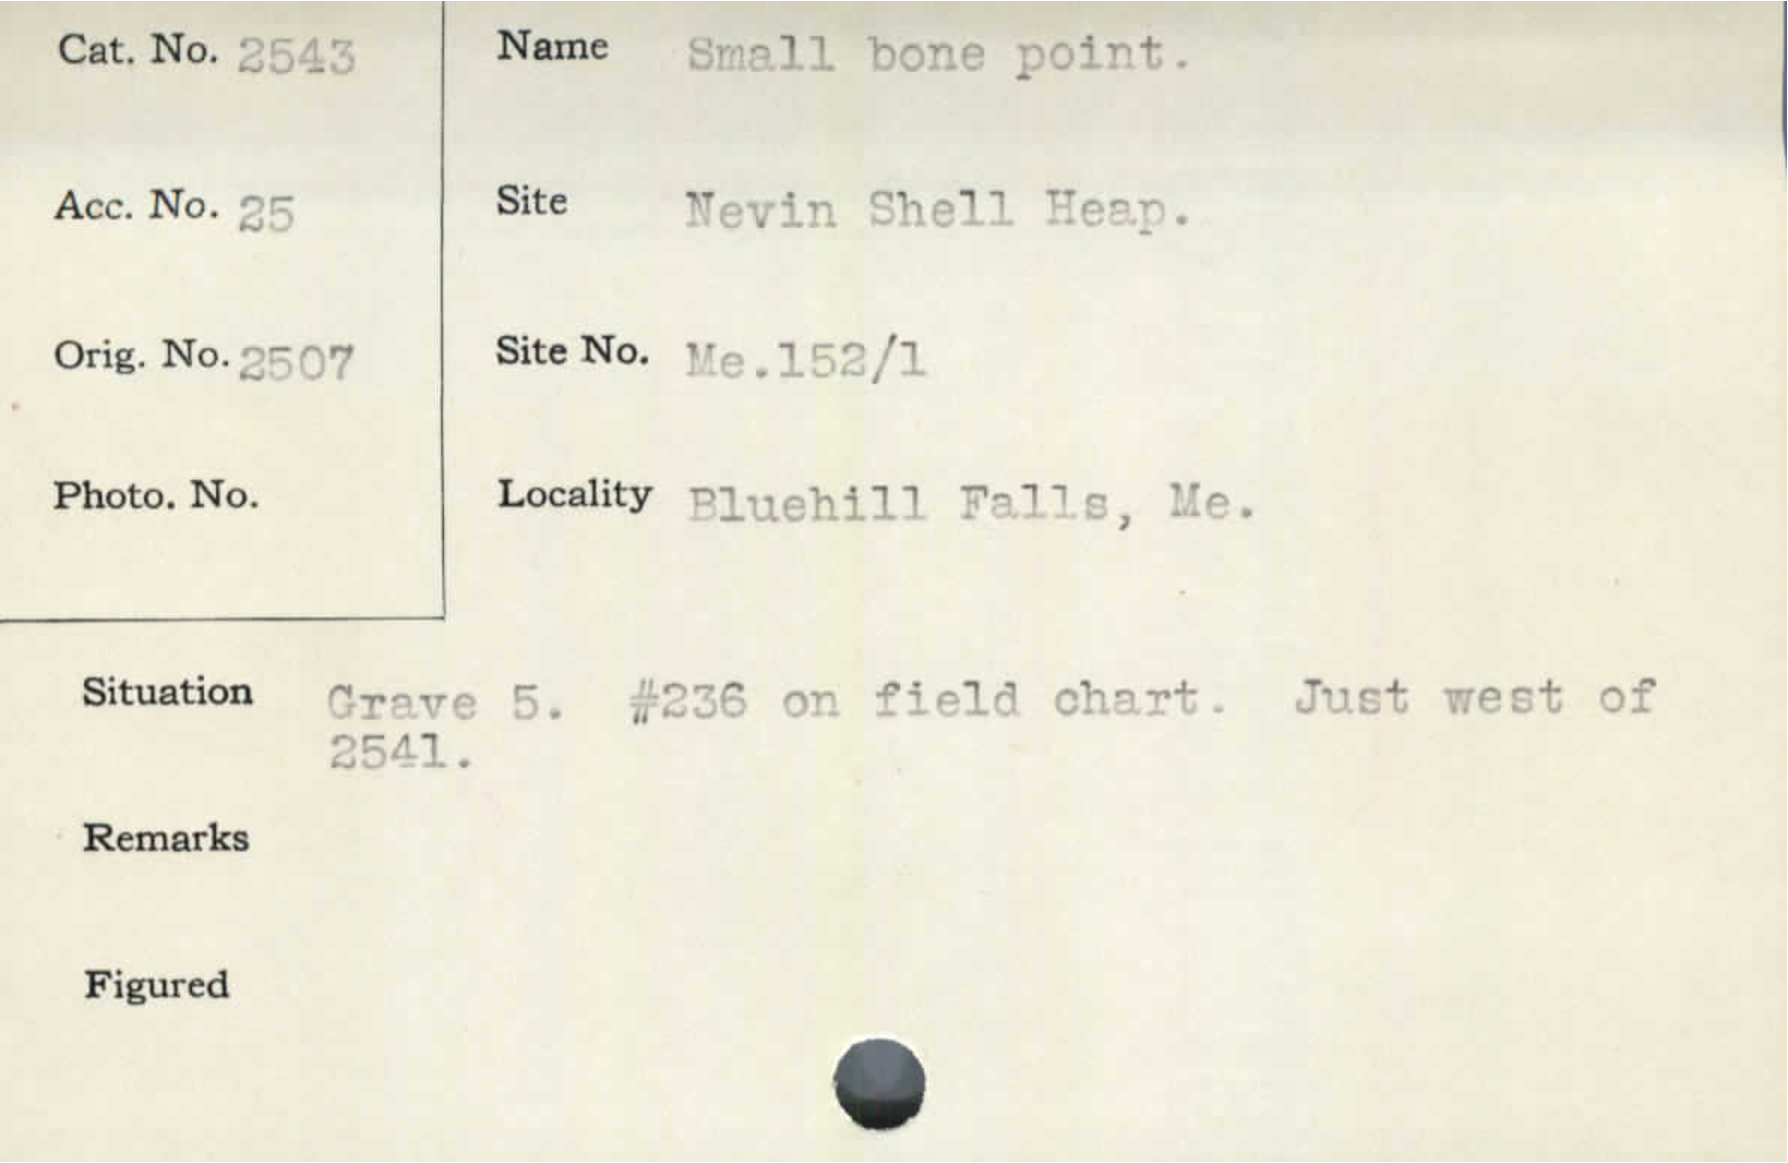 Cat. No. 2543
Acc. No. 25
Orig. No. 2507
Photo. No.
Name Small bone point.
Site Nevin Shell Heap.
Site No. Me.152/1
Locality Bluehill Falls, Me.
Situation Grave 5. #236 on field chart. Just west of
2541.
Remarks
Figured